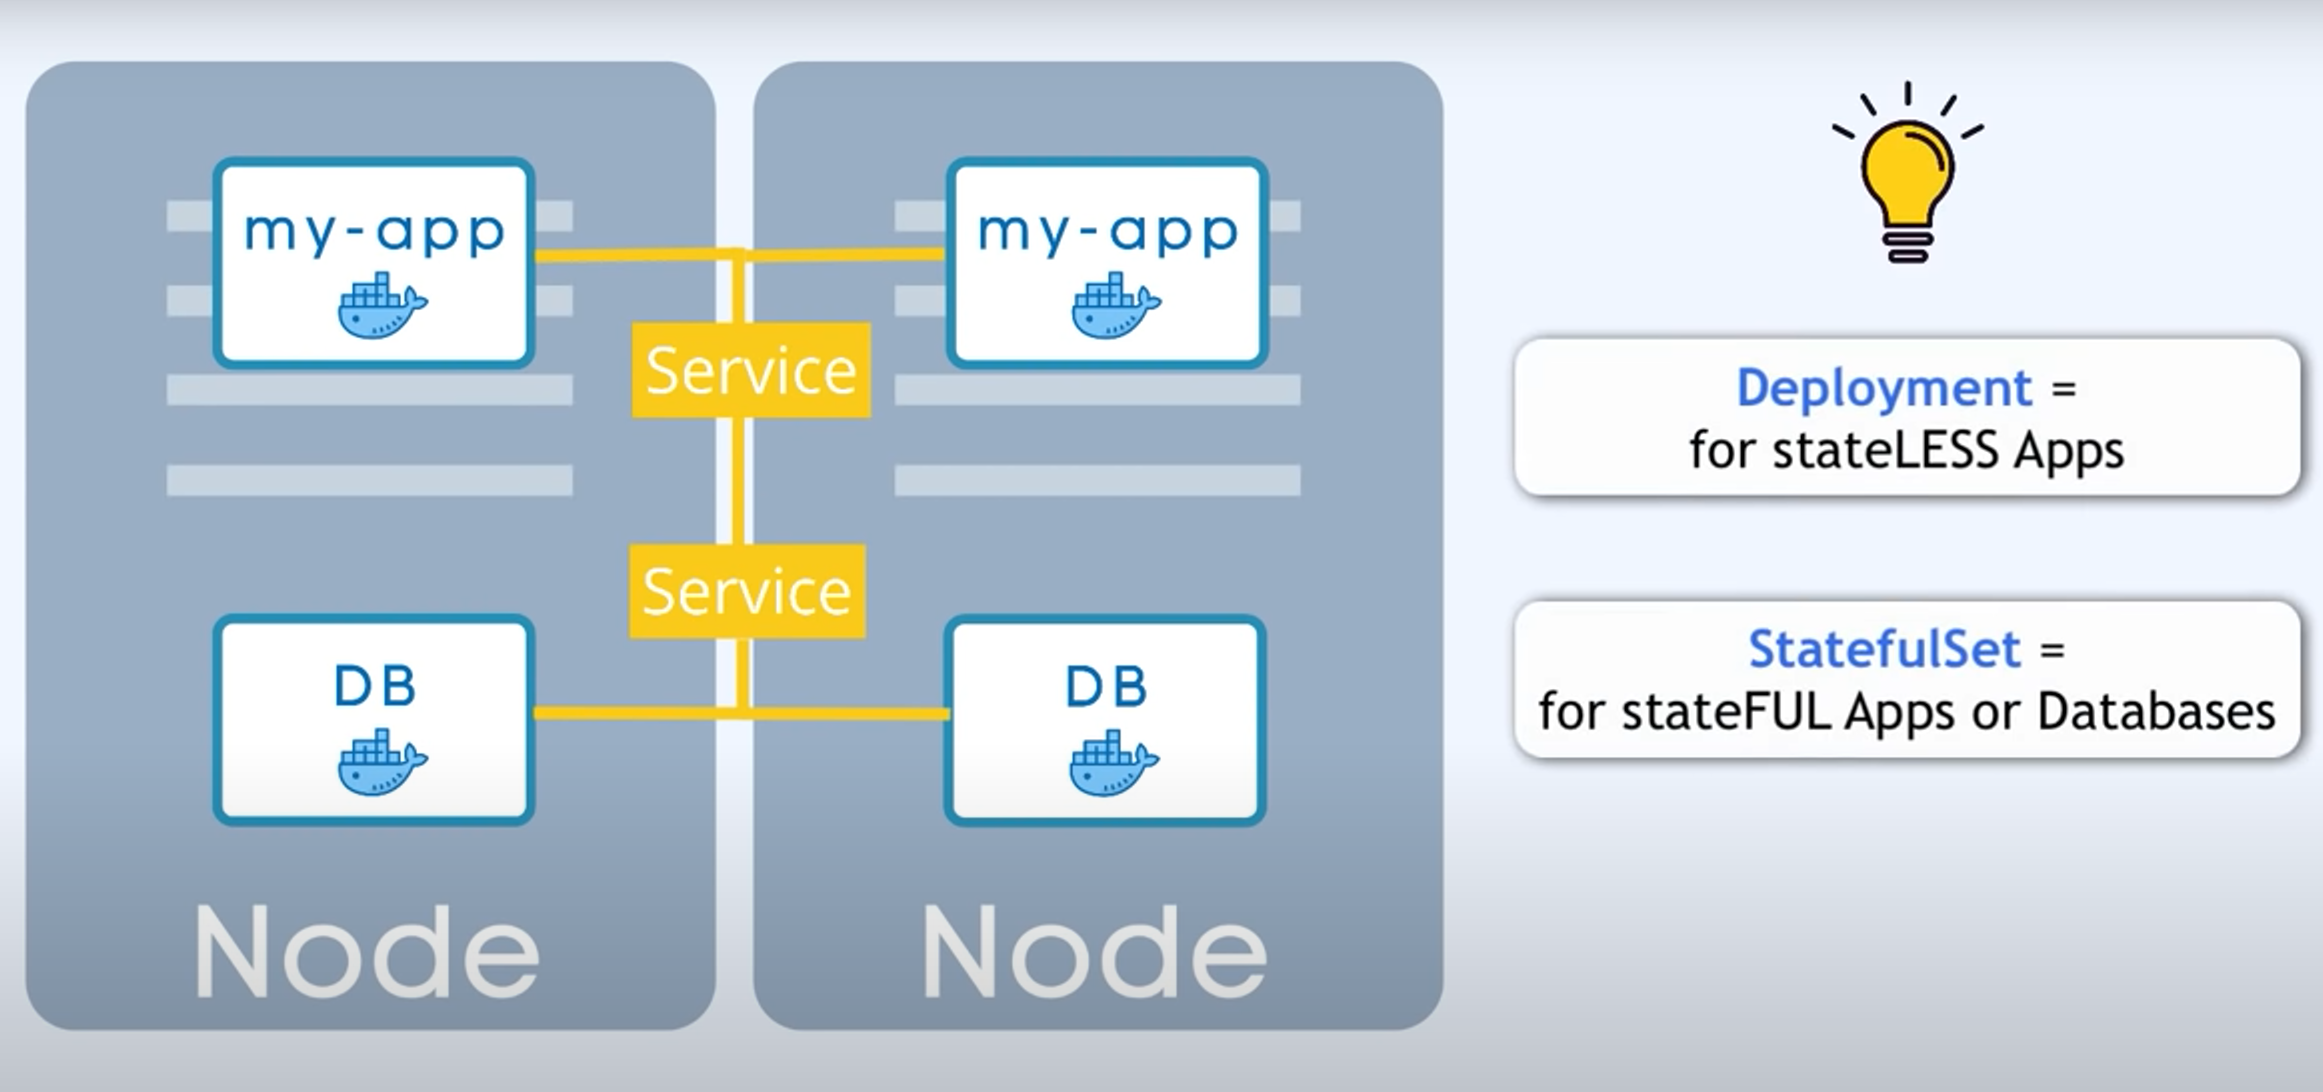 my-app
my-app
Service
Service
DB
DB
Node
Node
Deployment =
for stateLESS Apps
StatefulSet =
for stateFUL Apps or Databases